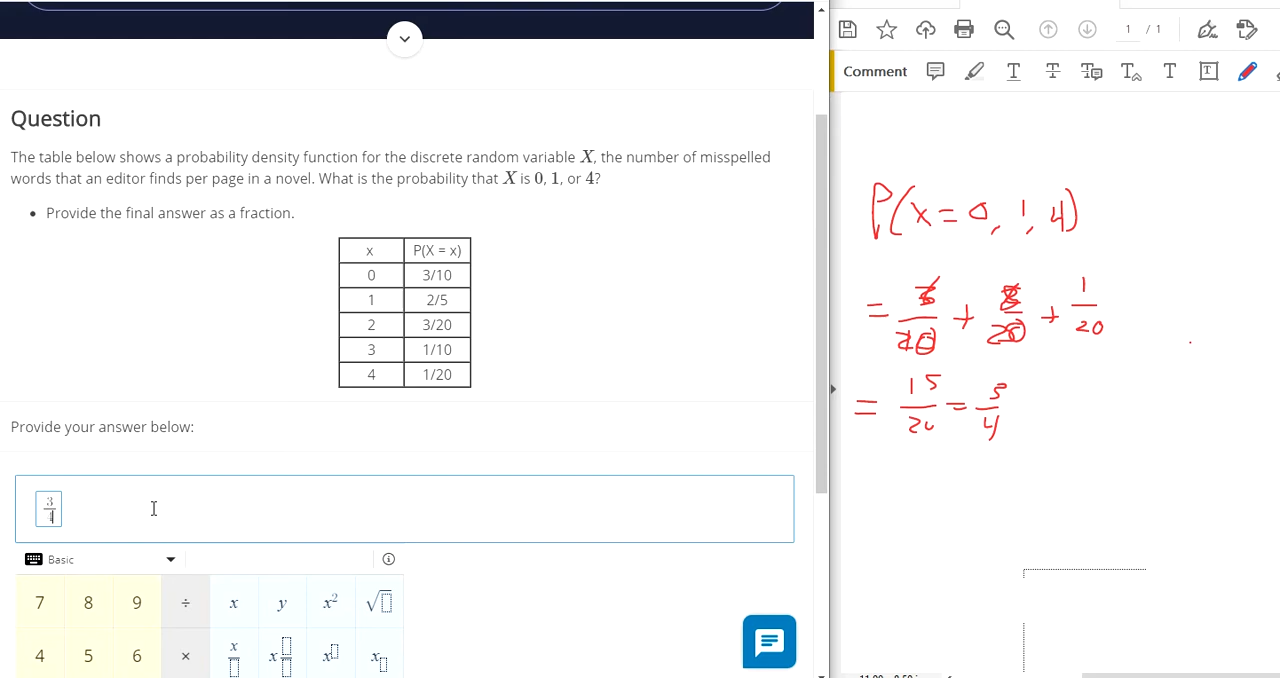 Question
The table below shows a probability density function for the discrete random variable X, the number of misspelled
words that an editor finds per page in a novel. What is the probability that X is 0, 1, or 4?
• Provide the final answer as a fraction.
x P(X = x)
0 3/10
1 2/5
2 3/20
3 1/10
4 1/20
Provide your answer below:
3/4
Basic
7 8 9 ÷ x y x² √
4 5 6 × x x x x
1 / 1
Comment
P(x = 0, 1, 4)
= + + 1/20
= 15/20 = 3/4